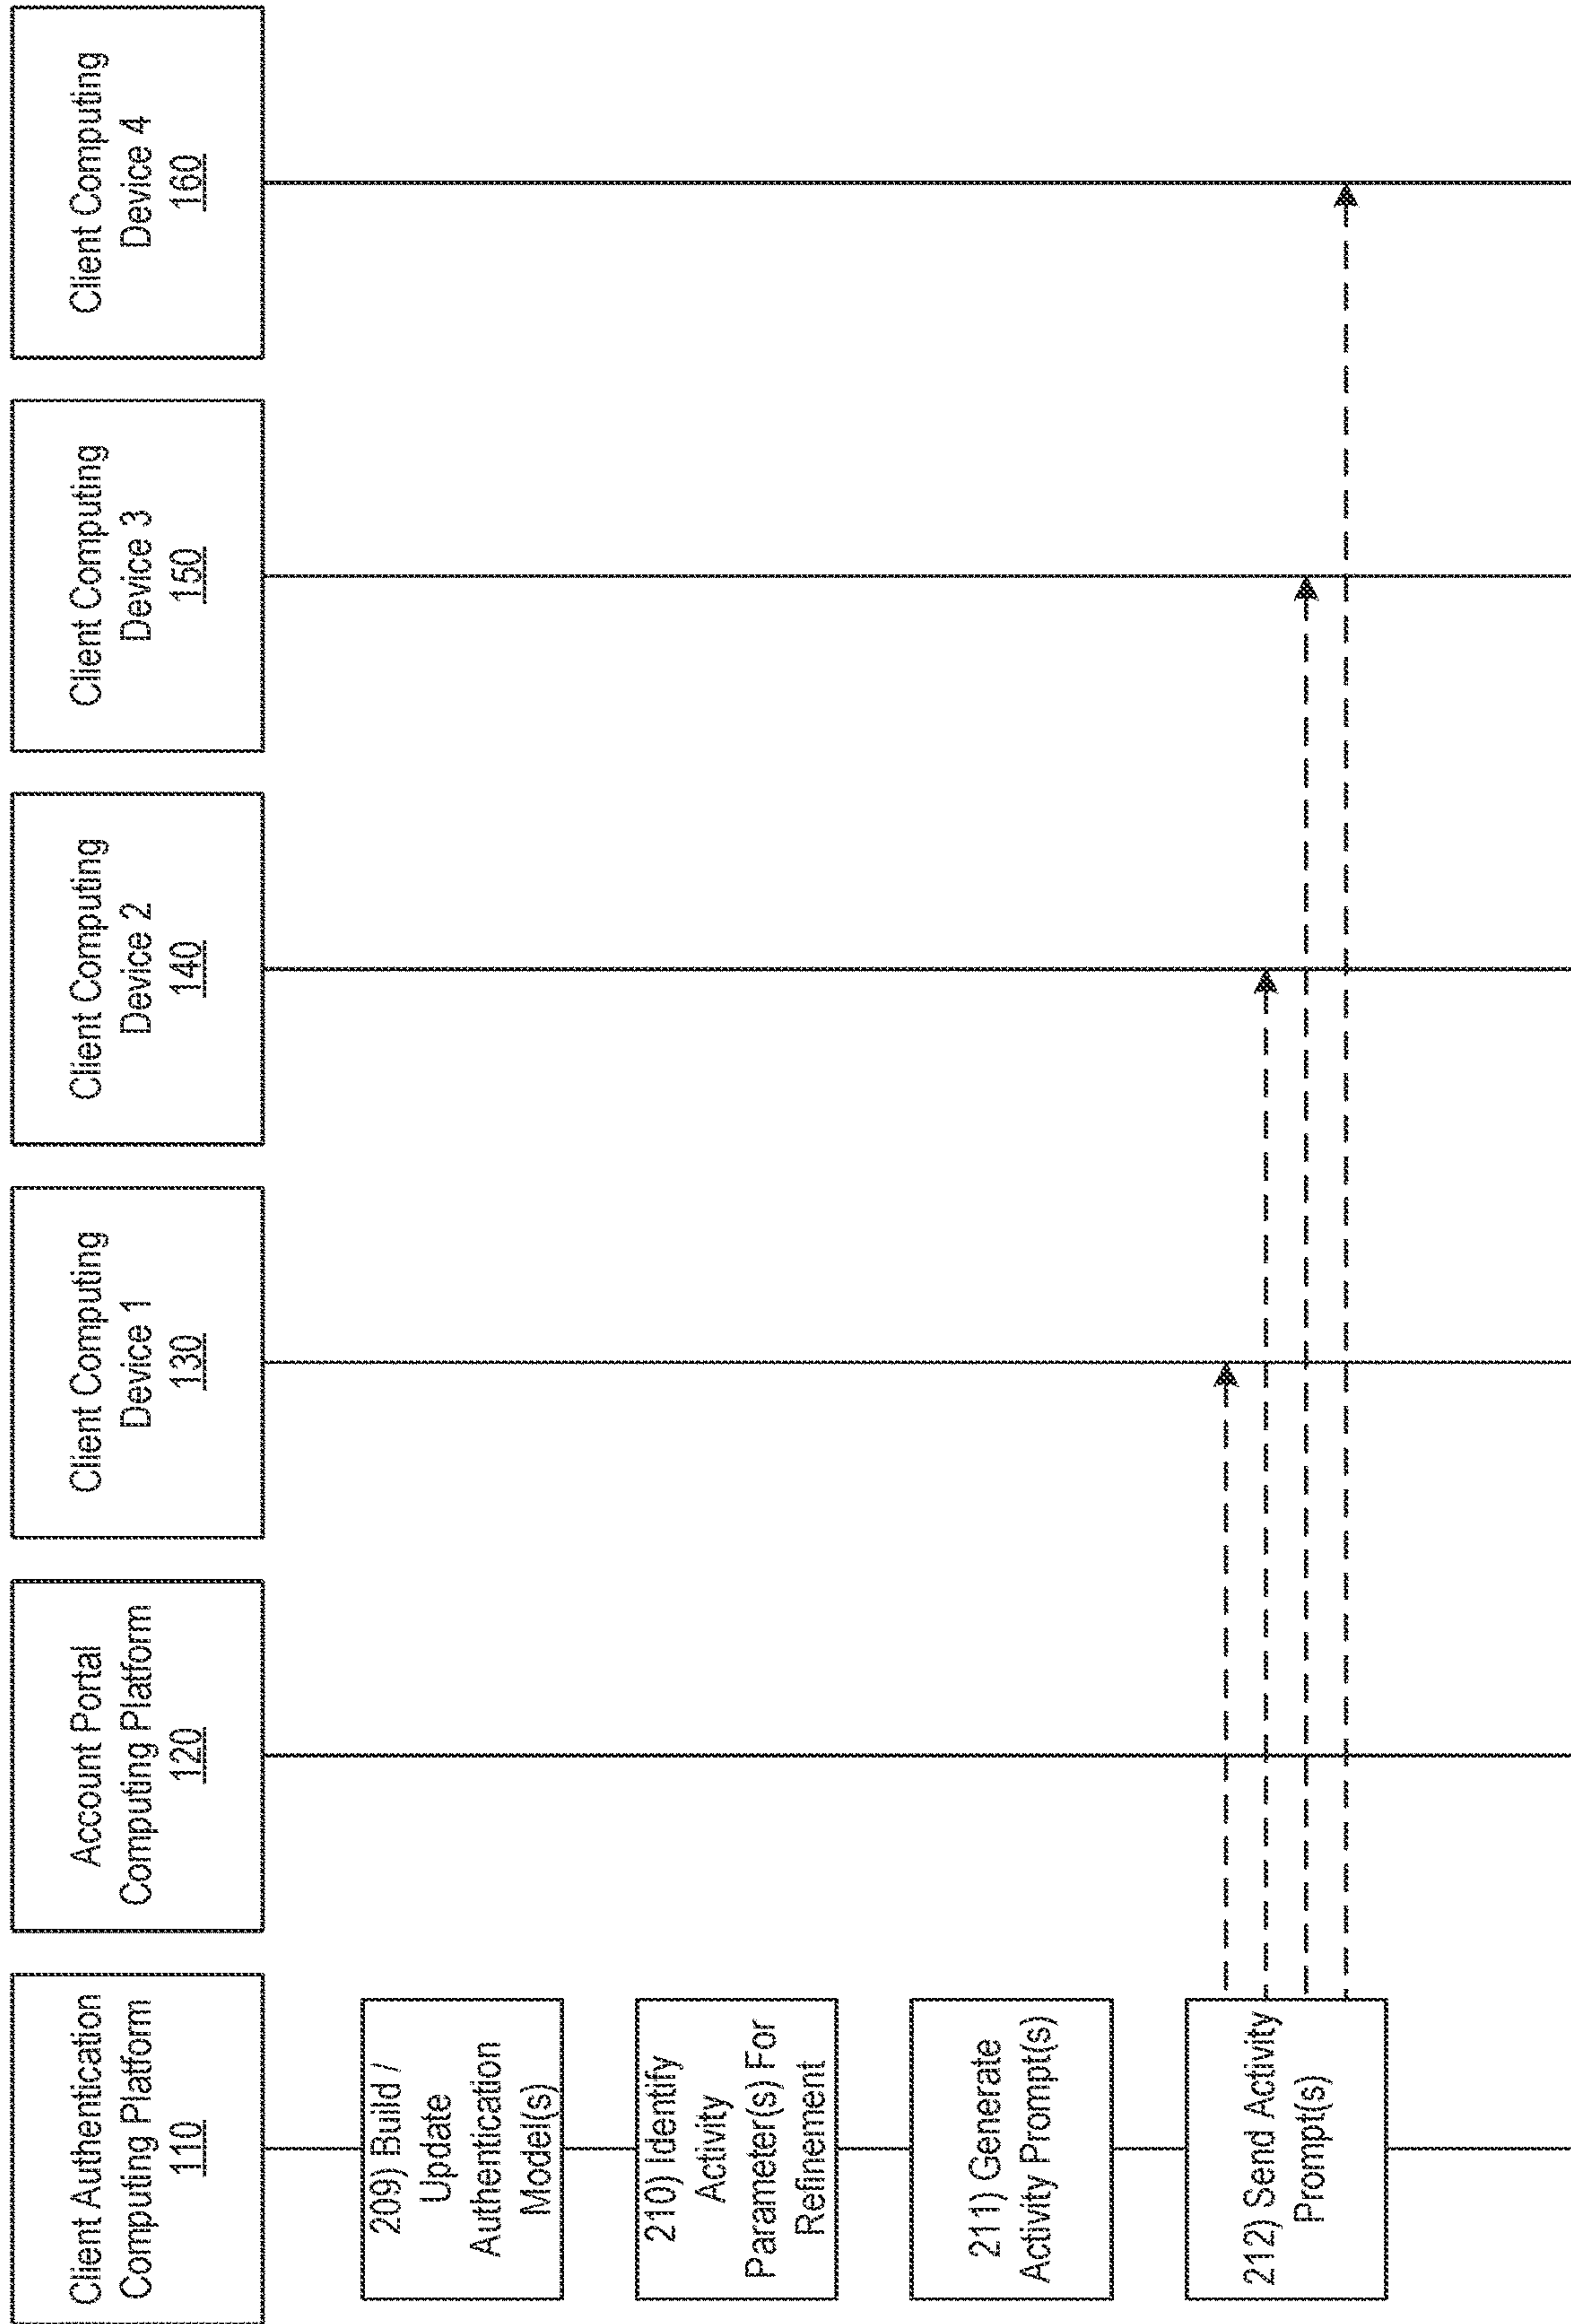 Client Authentication
Computing Platform
110
Account Portal
Computing Platform
120
Client Computing
Device 1
130
Client Computing
Device 2
140
Client Computing
Device 3
150
Client Computing
Device 4
160
209) Build /
Update
Authentication
Model(s)
210) Identify
Activity
Parameter(s) For
Refinement
211) Generate
Activity Prompt(s)
212) Send Activity
Prompt(s)